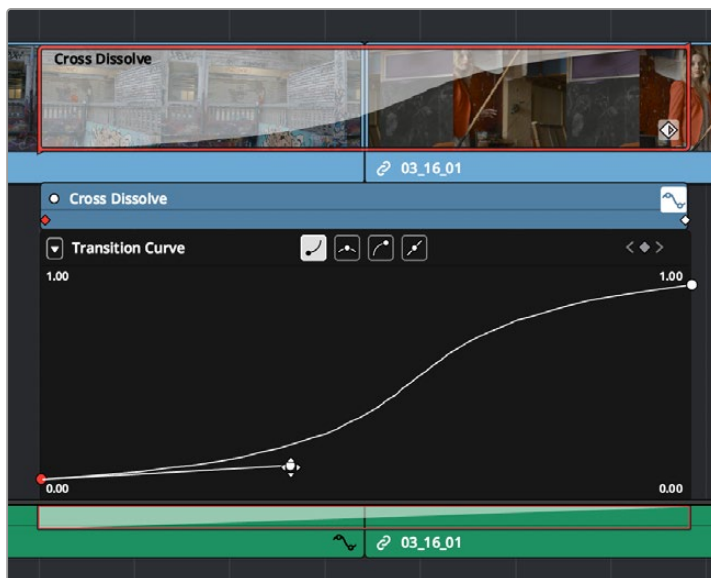 Cross Dissolve
03_16_01
Cross Dissolve
Transition Curve
1.00 1.00
0.00 0.00
03_16_01